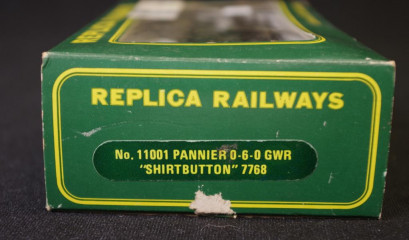 REPLICA RAILWAYS
No. 11001 PANNIER 0-6-0 GWR
"SHIRTBUTTON" 7768